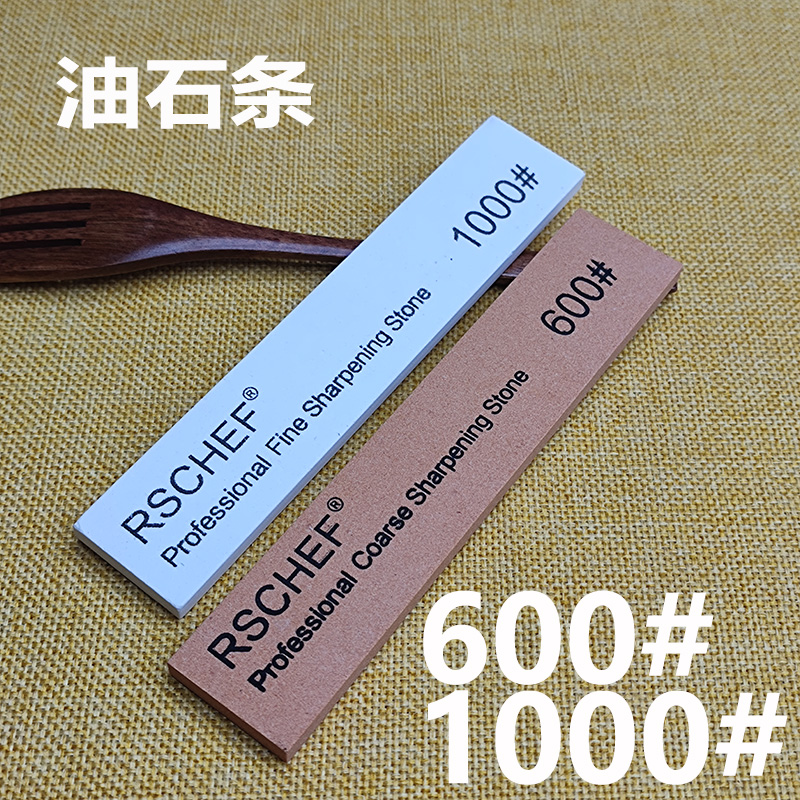 油石条
1000#
RSCHEF®
Professional Fine Sharpening Stone
600#
RSCHEF®
Professional Coarse Sharpening Stone
600#
1000#